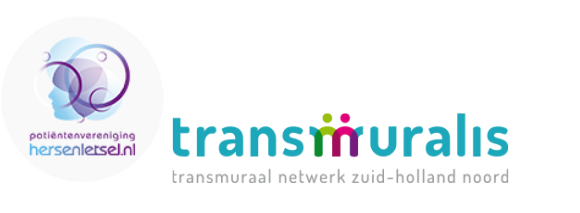 patiëntenvereniging
hersenletsel.nl
transmuralis
transmuraal netwerk zuid-holland noord